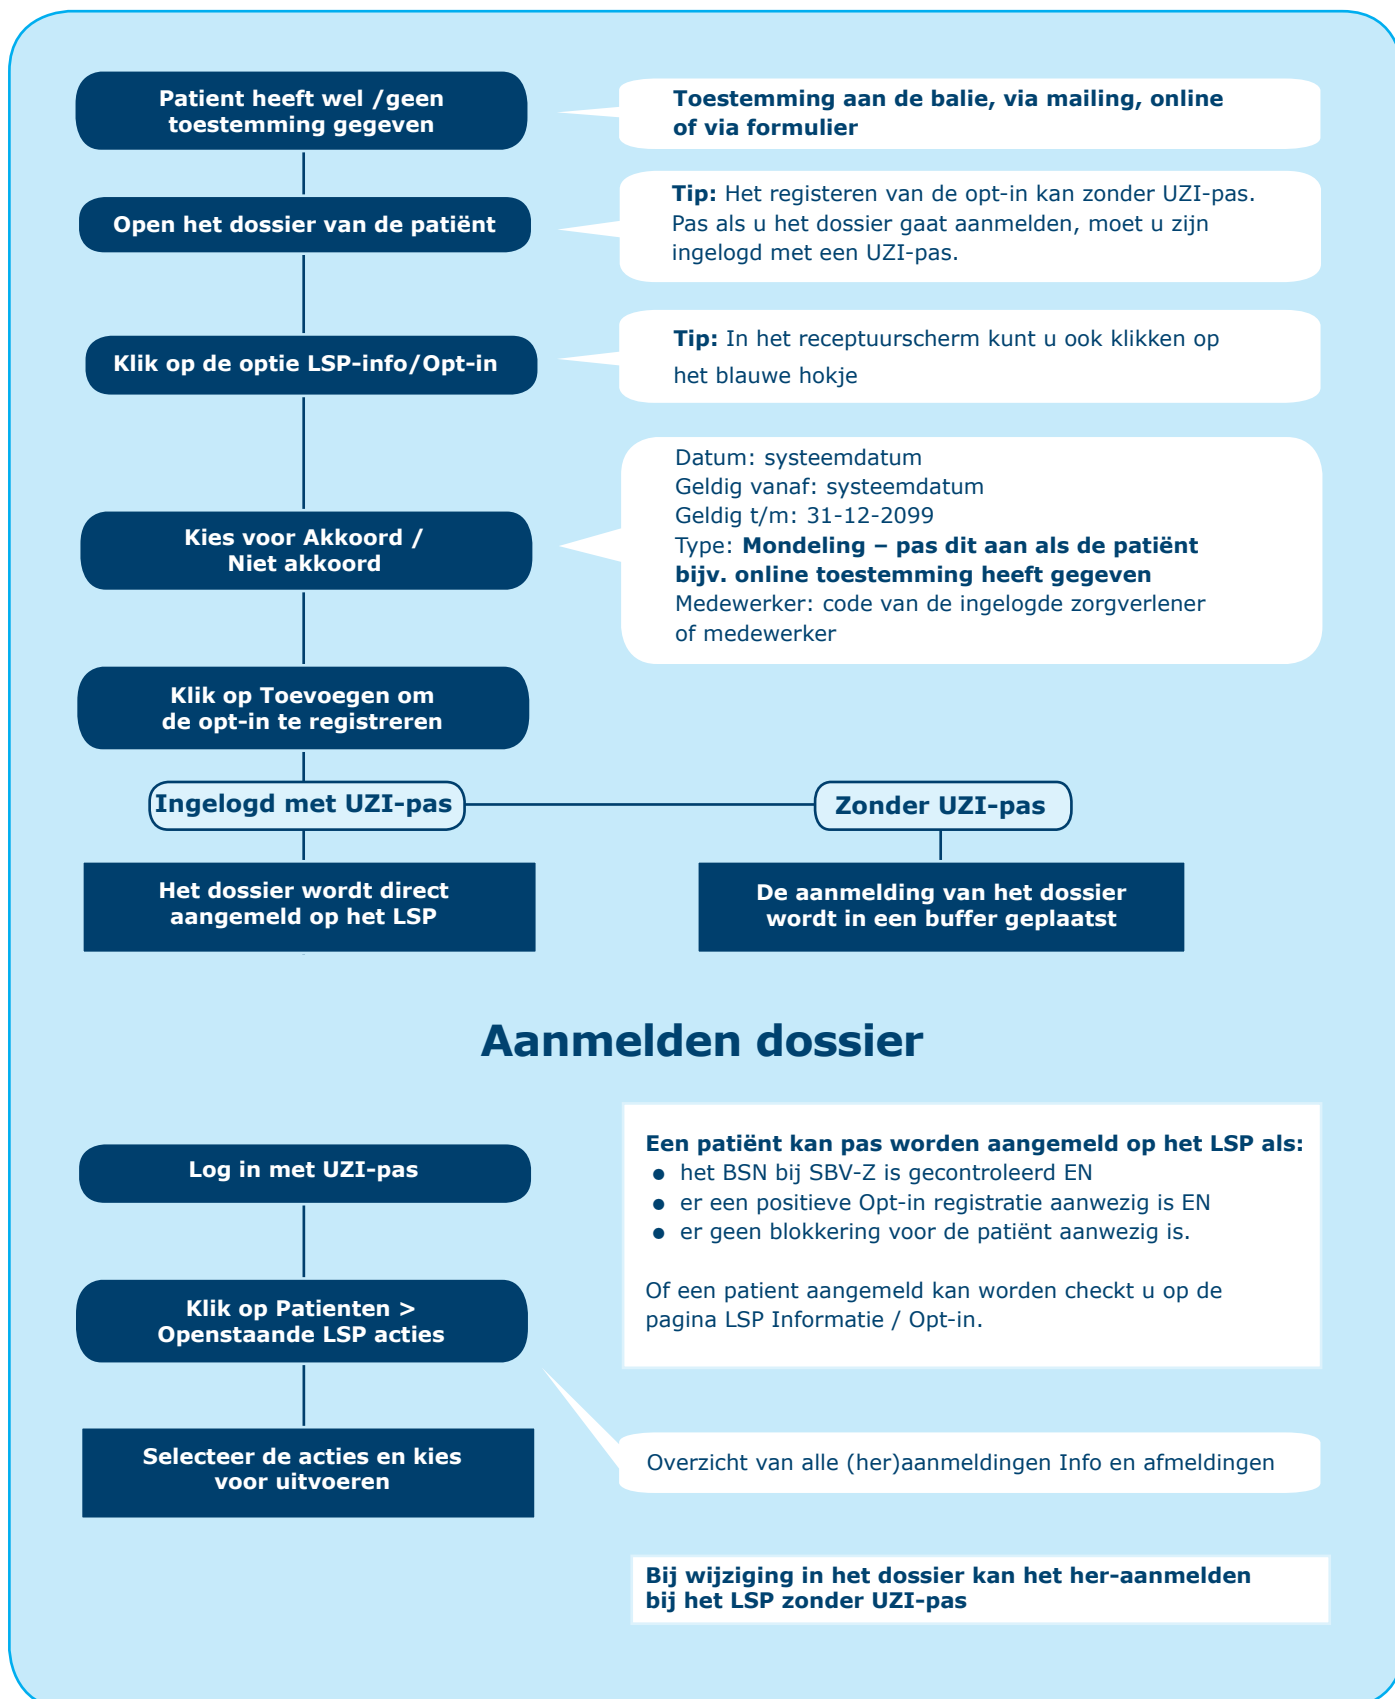 Patient heeft wel /geen
toestemming gegeven
Toestemming aan de balie, via mailing, online
of via formulier
Open het dossier van de patiënt
Tip: Het registeren van de opt-in kan zonder UZI-pas.
Pas als u het dossier gaat aanmelden, moet u zijn
ingelogd met een UZI-pas.
Klik op de optie LSP-info/Opt-in
Tip: In het receptuurscherm kunt u ook klikken op
het blauwe hokje
Kies voor Akkoord /
Niet akkoord
Datum: systeemdatum
Geldig vanaf: systeemdatum
Geldig t/m: 31-12-2099
Type: Mondeling – pas dit aan als de patiënt
bijv. online toestemming heeft gegeven
Medewerker: code van de ingelogde zorgverlener
of medewerker
Klik op Toevoegen om
de opt-in te registreren
Ingelogd met UZI-pas
Zonder UZI-pas
Het dossier wordt direct
aangemeld op het LSP
De aanmelding van het dossier
wordt in een buffer geplaatst
Aanmelden dossier
Log in met UZI-pas
Een patiënt kan pas worden aangemeld op het LSP als:
● het BSN bij SBV-Z is gecontroleerd EN
● er een positieve Opt-in registratie aanwezig is EN
● er geen blokkering voor de patiënt aanwezig is.
Of een patient aangemeld kan worden checkt u op de
pagina LSP Informatie / Opt-in.
Klik op Patienten >
Openstaande LSP acties
Overzicht van alle (her)aanmeldingen Info en afmeldingen
Selecteer de acties en kies
voor uitvoeren
Bij wijziging in het dossier kan het her-aanmelden
bij het LSP zonder UZI-pas